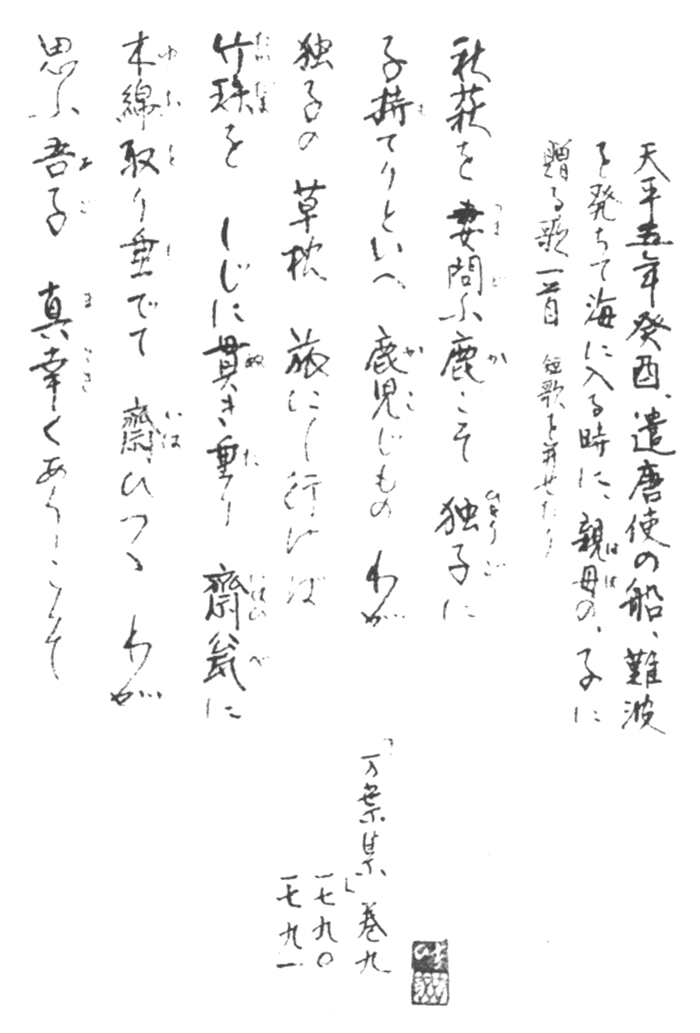 天平五年癸酉、遣唐使の船、難波
を発ちて海に入る時に、親母の、子に
贈る歌一首 短歌を并せたり
秋萩を 妻問ふ鹿こそ 独子に
子持てりといへ 鹿児じもの わが
独子の 草枕 旅にし行けば
竹珠を しじに貫き垂り 齋瓮に
木綿取り垂でて 齋ひつつ わが
思ふ吾子 真幸くありこそ
「万葉集」巻九
一七九〇
一七九一